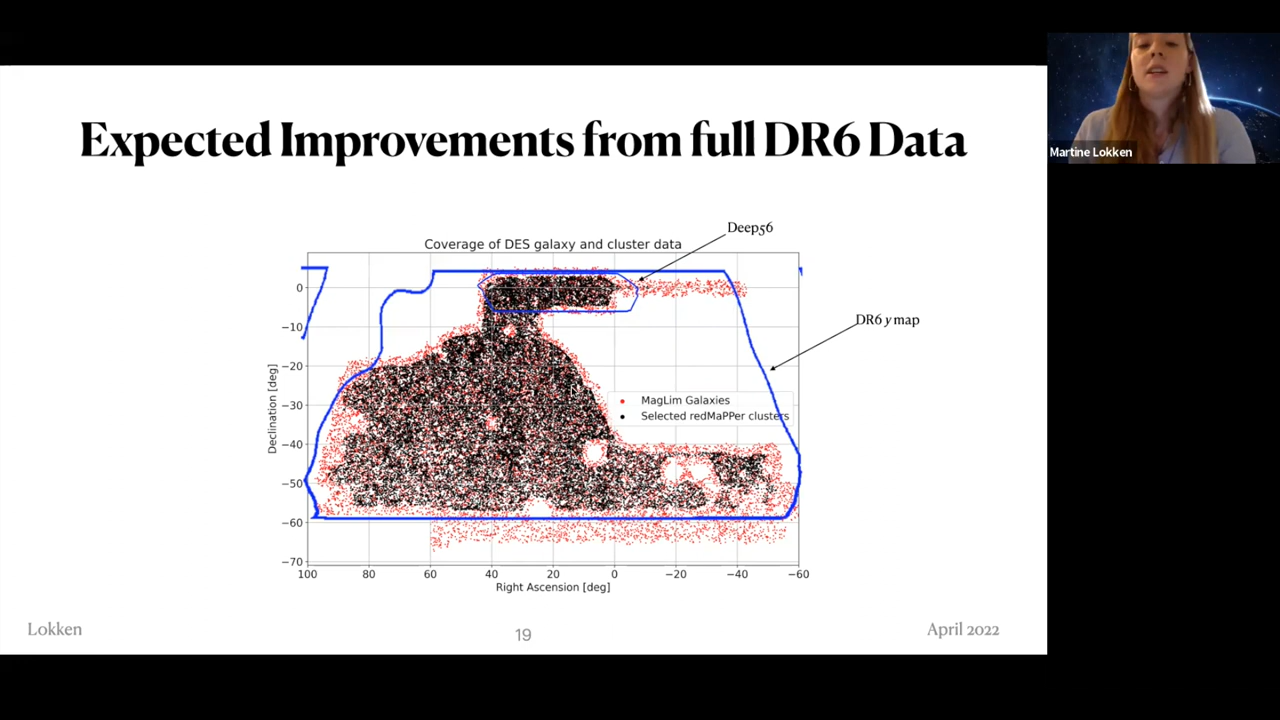 Expected Improvements from full DR6 Data
Martine Lokken
Deep56
Coverage of DES galaxy and cluster data
DR6 y map
0
−10
−20
−30
−40
−50
−60
−70
Declination [deg]
MagLim Galaxies
Selected redMaPPer clusters
100 80 60 40 20 0 −20 −40 −60
Right Ascension [deg]
Lokken
19
April 2022